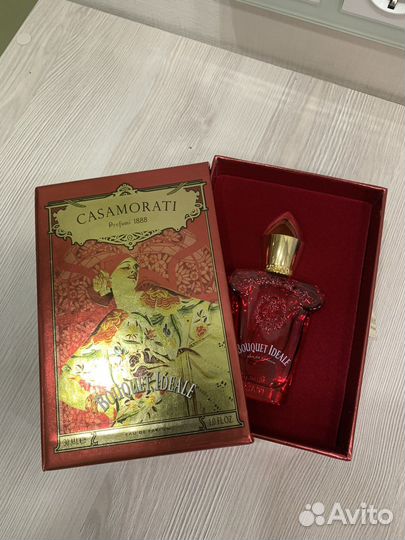 CASAMORATI
Profumi 1888
BOUQUET IDEALE
30 ML ℮
EAU DE PARFUM
1.0 FL.OZ.
BOUQUET IDEALE
Avito